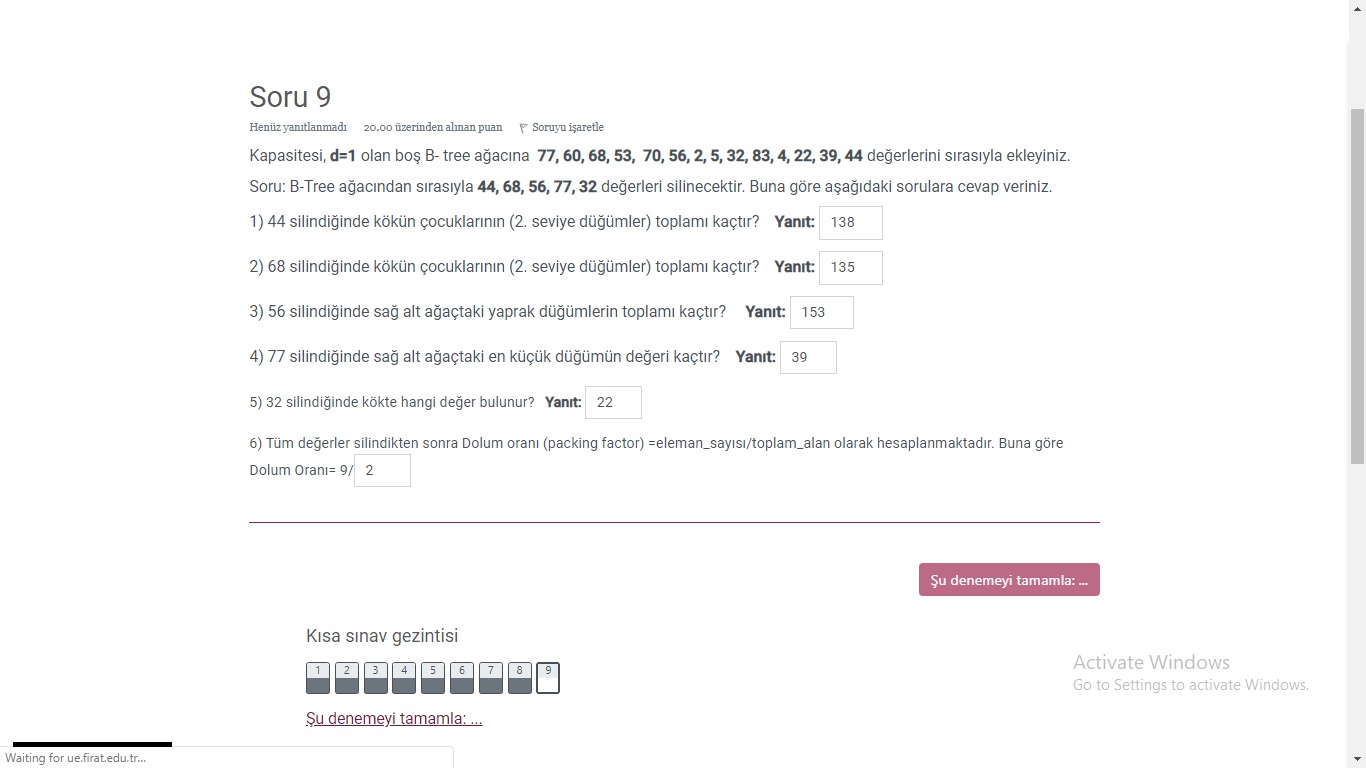 Soru 9
Henüz yanıtlanmadı 20.00 üzerinden alınan puan Soruyu işaretle
Kapasitesi, d=1 olan boş B- tree ağacına 77, 60, 68, 53, 70, 56, 2, 5, 32, 83, 4, 22, 39, 44 değerlerini sırasıyla ekleyiniz.
Soru: B-Tree ağacından sırasıyla 44, 68, 56, 77, 32 değerleri silinecektir. Buna göre aşağıdaki sorulara cevap veriniz.
1) 44 silindiğinde kökün çocuklarının (2. seviye düğümler) toplamı kaçtır? Yanıt: 138
2) 68 silindiğinde kökün çocuklarının (2. seviye düğümler) toplamı kaçtır? Yanıt: 135
3) 56 silindiğinde sağ alt ağaçtaki yaprak düğümlerin toplamı kaçtır? Yanıt: 153
4) 77 silindiğinde sağ alt ağaçtaki en küçük düğümün değeri kaçtır? Yanıt: 39
5) 32 silindiğinde kökte hangi değer bulunur? Yanıt: 22
6) Tüm değerler silindikten sonra Dolum oranı (packing factor) =eleman_sayısı/toplam_alan olarak hesaplanmaktadır. Buna göre
Dolum Oranı= 9/ 2
Şu denemeyi tamamla: ...
Kısa sınav gezintisi
1 2 3 4 5 6 7 8 9
Şu denemeyi tamamla: ...
Activate Windows
Go to Settings to activate Windows.
Waiting for ue.firat.edu.tr...